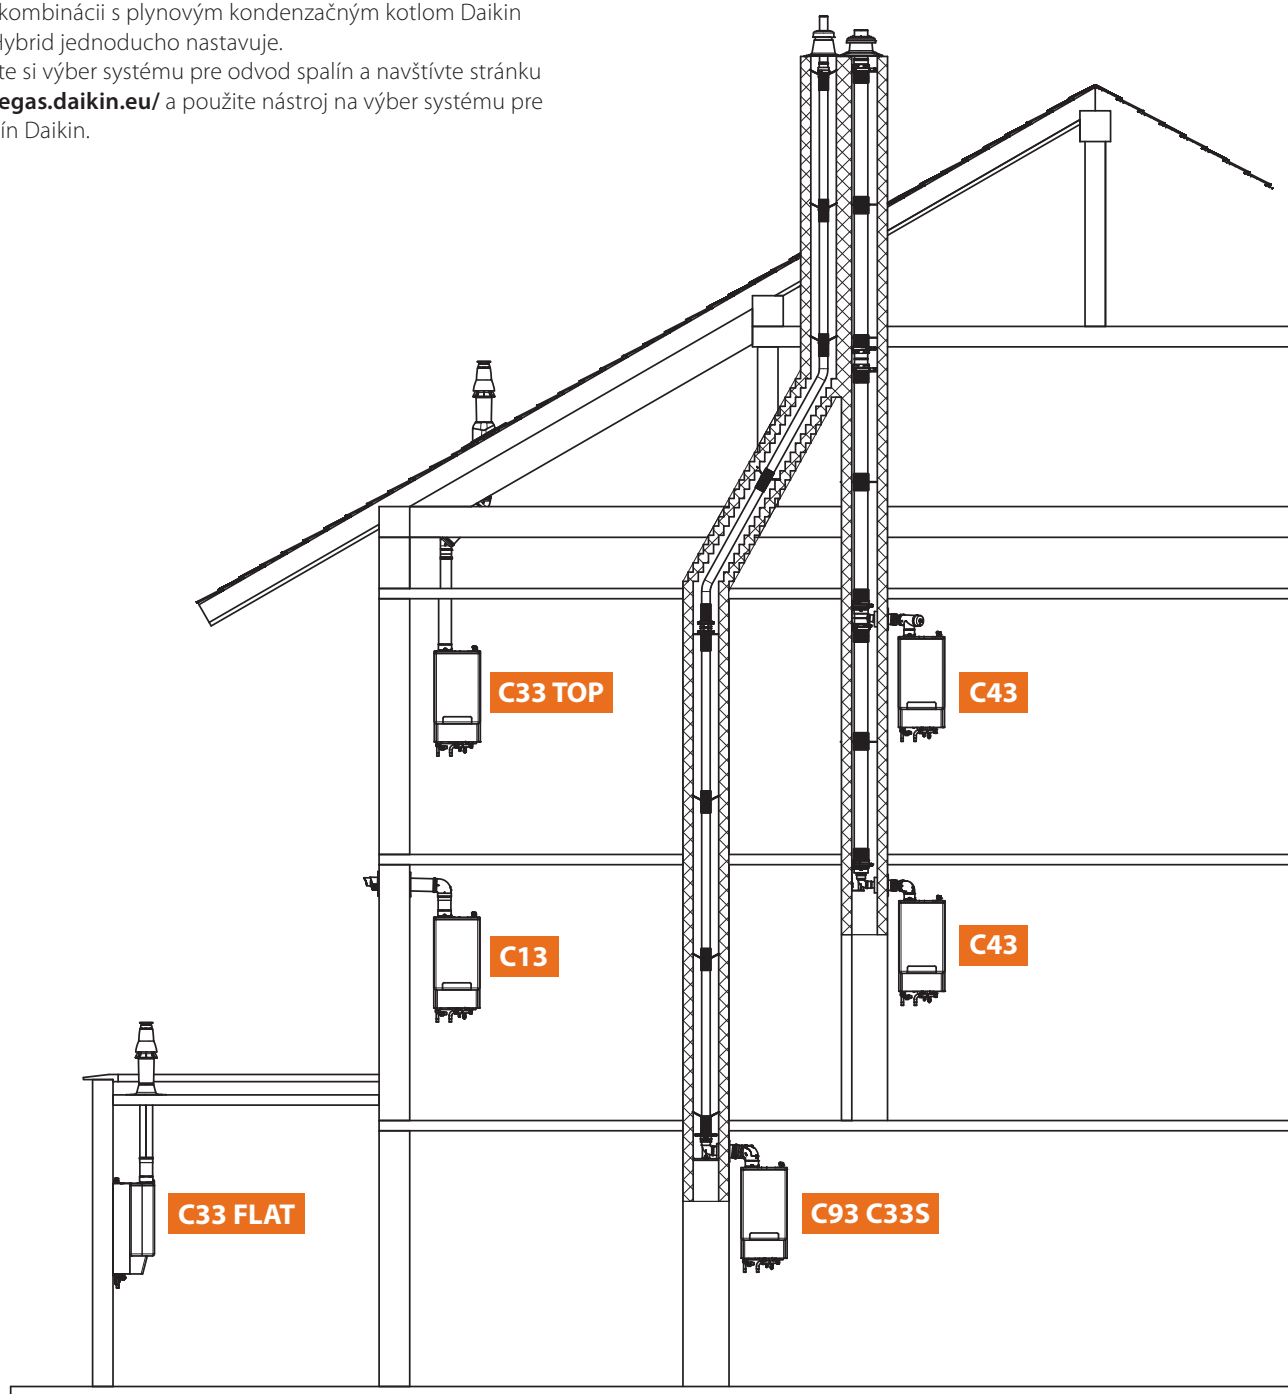 kombinácii s plynovým kondenzačným kotlom Daikin
Hybrid jednoducho nastavuje.
te si výber systému pre odvod spalín a navštívte stránku
egas.daikin.eu/ a použite nástroj na výber systému pre
ín Daikin.
C33 TOP
C43
C13
C43
C33 FLAT
C93 C33S